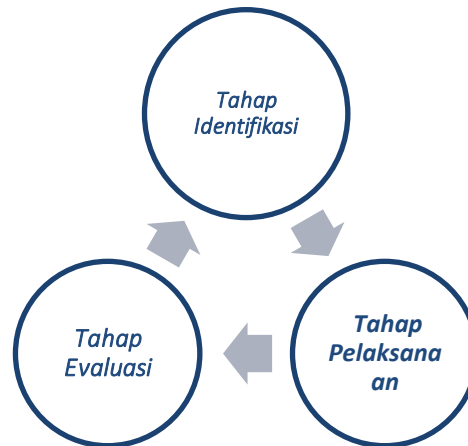 Tahap
Identifikasi
Tahap
Pelaksana
an
Tahap
Evaluasi